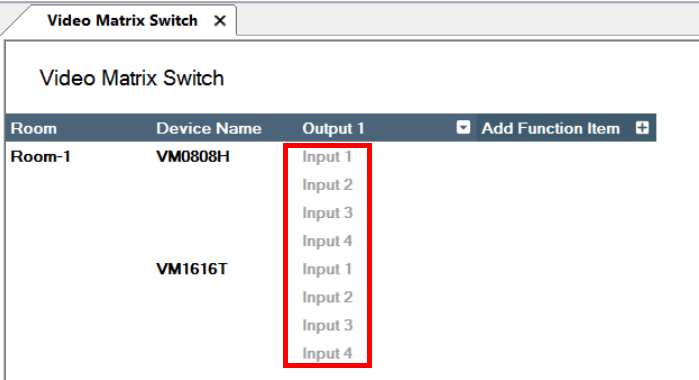 Video Matrix Switch
Video Matrix Switch
Room Device Name Output 1 Add Function Item
Room-1 VM0808H Input 1
Input 2
Input 3
Input 4
VM1616T Input 1
Input 2
Input 3
Input 4